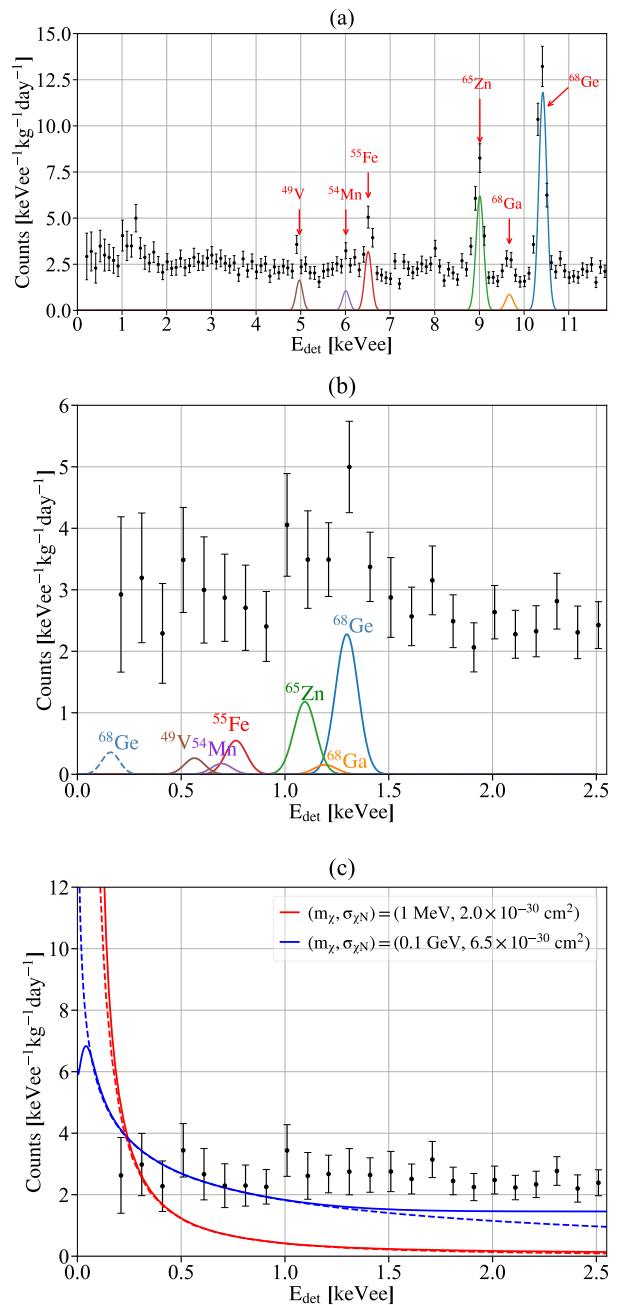 (a)
Counts [keVee⁻¹kg⁻¹day⁻¹]
15.0
12.5
10.0
7.5
5.0
2.5
0.0
⁶⁵Zn
⁶⁸Ge
⁵⁵Fe
⁴⁹V
⁵⁴Mn
⁶⁸Ga
0 1 2 3 4 5 6 7 8 9 10 11
E_det [keVee]
(b)
Counts [keVee⁻¹kg⁻¹day⁻¹]
6
5
4
3
2
1
0
⁶⁸Ge
⁶⁵Zn
⁵⁵Fe
⁶⁸Ge
⁴⁹V ⁵⁴Mn
⁶⁸Ga
0.0 0.5 1.0 1.5 2.0 2.5
E_det [keVee]
(c)
Counts [keVee⁻¹kg⁻¹day⁻¹]
12
10
8
6
4
2
0
(m_χ, σ_χN) = (1 MeV, 2.0×10⁻³⁰ cm²)
(m_χ, σ_χN) = (0.1 GeV, 6.5×10⁻³⁰ cm²)
0.0 0.5 1.0 1.5 2.0 2.5
E_det [keVee]